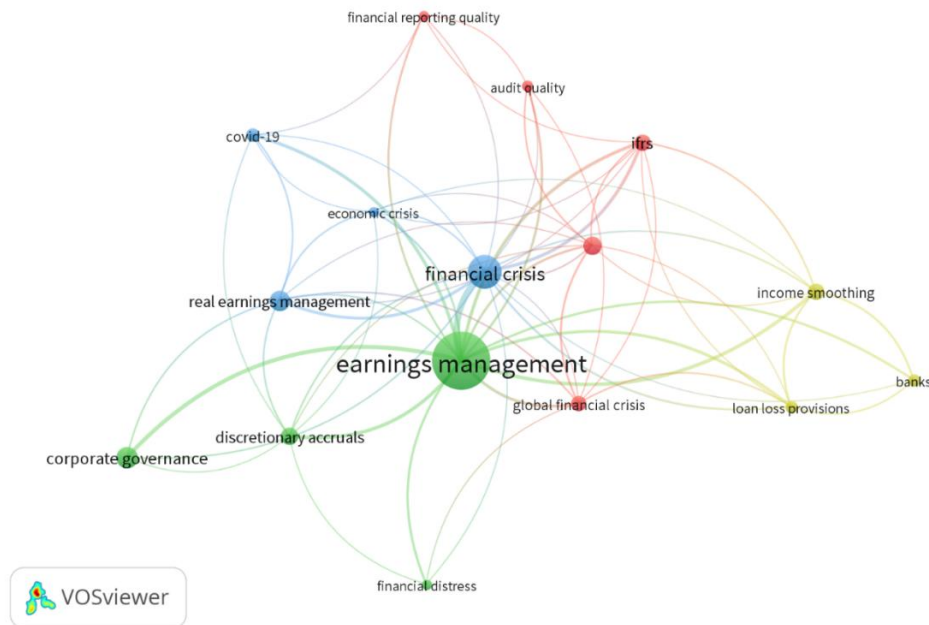 financial reporting quality
audit quality
covid-19
ifrs
economic crisis
financial crisis
income smoothing
real earnings management
earnings management
banks
global financial crisis
loan loss provisions
discretionary accruals
corporate governance
financial distress
VOSviewer